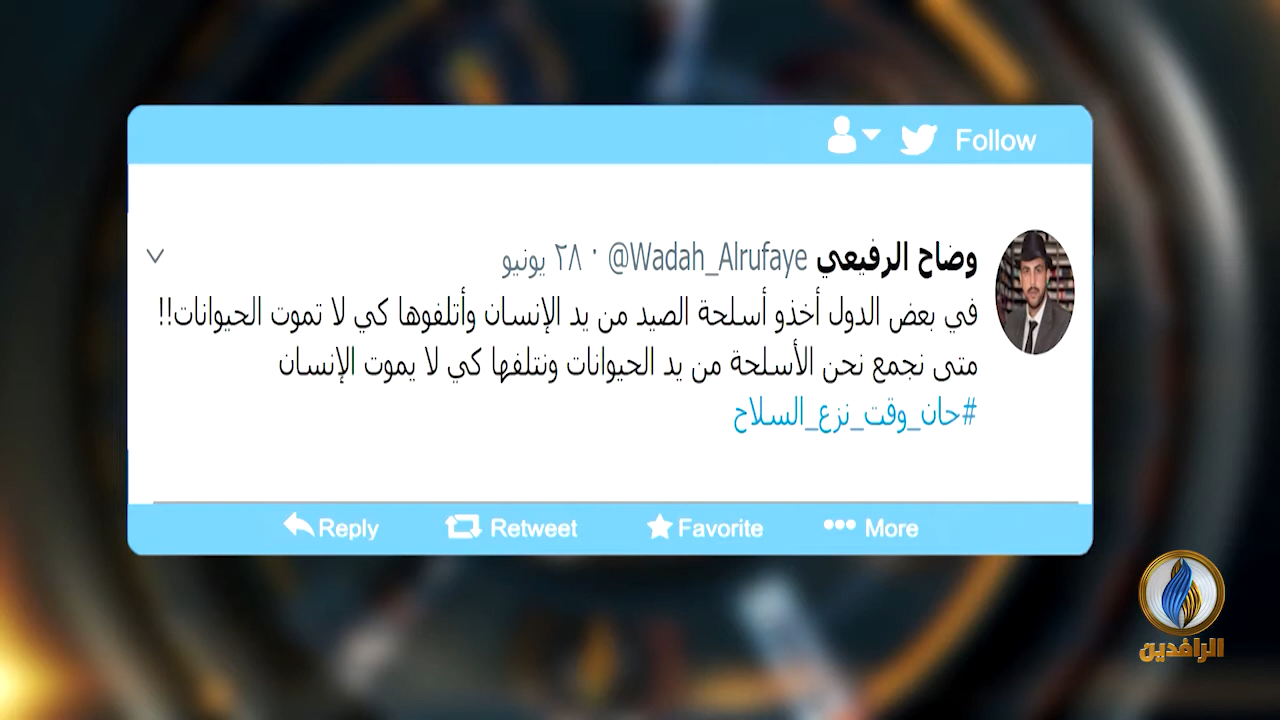 Follow
وضاح الرفيعي @Wadah_Alrufaye · ٢٨ يونيو
في بعض الدول أخذو أسلحة الصيد من يد الإنسان وأتلفوها كي لا تموت الحيوانات!!
متى نجمع نحن الأسلحة من يد الحيوانات ونتلفها كي لا يموت الإنسان
#حان_وقت_نزع_السلاح
Reply Retweet Favorite More
الرافدين